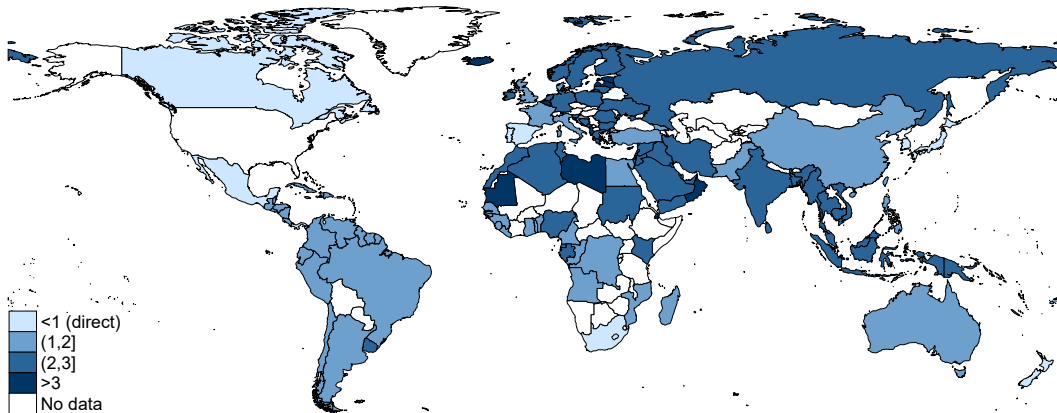 <1 (direct)
(1,2]
(2,3]
>3
No data